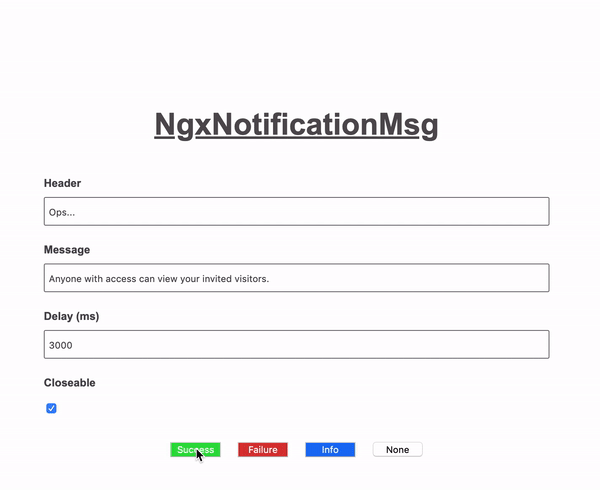 NgxNotificationMsg
Header
Ops...
Message
Anyone with access can view your invited visitors.
Delay (ms)
3000
Closeable
Success Failure Info None